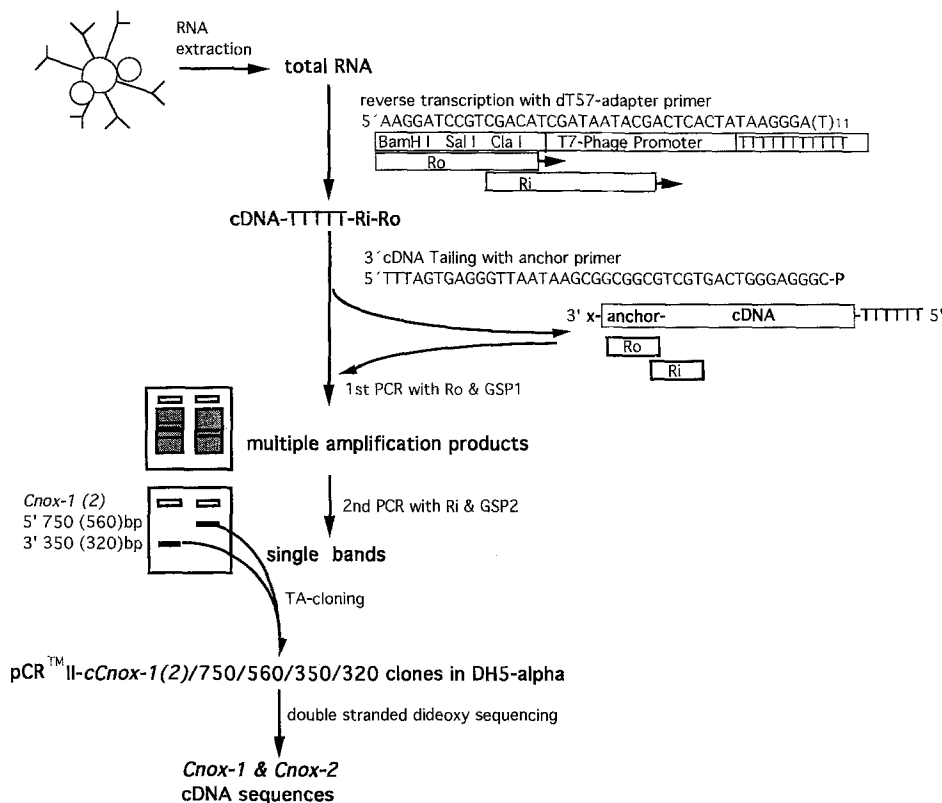 RNA
extraction
total RNA
reverse transcription with dT57-adapter primer
5´AAGGATCCGTCGACATCGATAATACGACTCACTATAAGGGA(T)11
BamH I Sal I Cla I T7-Phage Promoter TTTTTTTTTTT
Ro
Ri
cDNA-TTTTT-Ri-Ro
3´cDNA Tailing with anchor primer
5´TTTAGTGAGGGTTAATAAGCGGCGGCGTCGTGACTGGGAGGGC-P
3' x- anchor- cDNA -TTTTTT 5'
Ro
Ri
1st PCR with Ro & GSP1
multiple amplification products
Cnox-1 (2)
5' 750 (560)bp
3' 350 (320)bp
2nd PCR with Ri & GSP2
single bands
TA-cloning
pCR™II-cCnox-1(2)/750/560/350/320 clones in DH5-alpha
double stranded dideoxy sequencing
Cnox-1 & Cnox-2
cDNA sequences